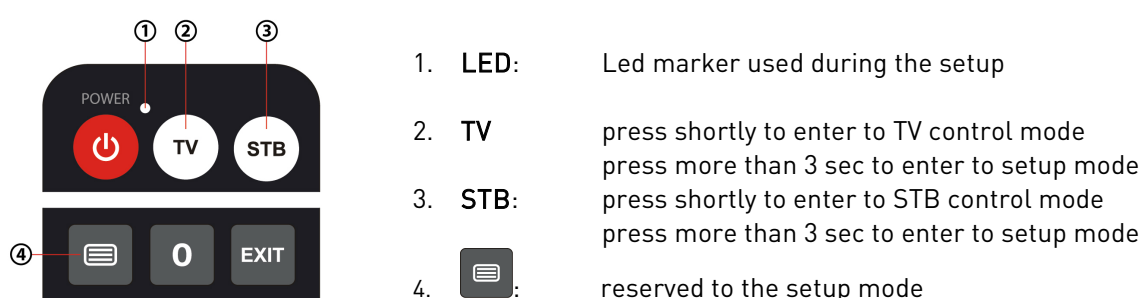 ① ② ③
POWER
TV STB
④ 0 EXIT
1. LED: Led marker used during the setup
2. TV press shortly to enter to TV control mode
press more than 3 sec to enter to setup mode
3. STB: press shortly to enter to STB control mode
press more than 3 sec to enter to setup mode
4. : reserved to the setup mode